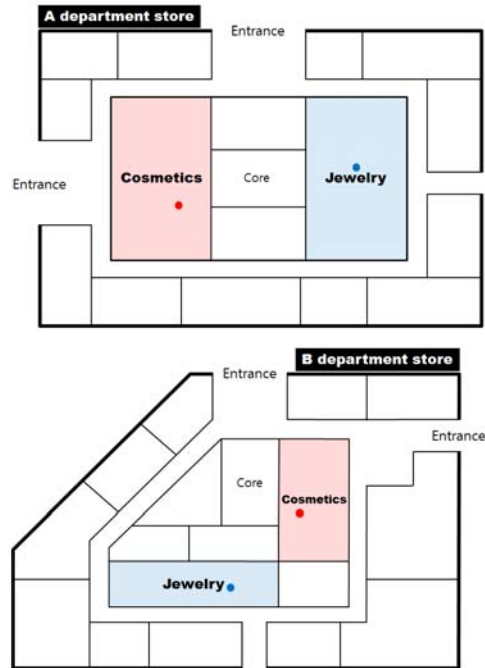 A department store
Entrance
Cosmetics
Core
Jewelry
Entrance
B department store
Entrance
Entrance
Core
Cosmetics
Jewelry